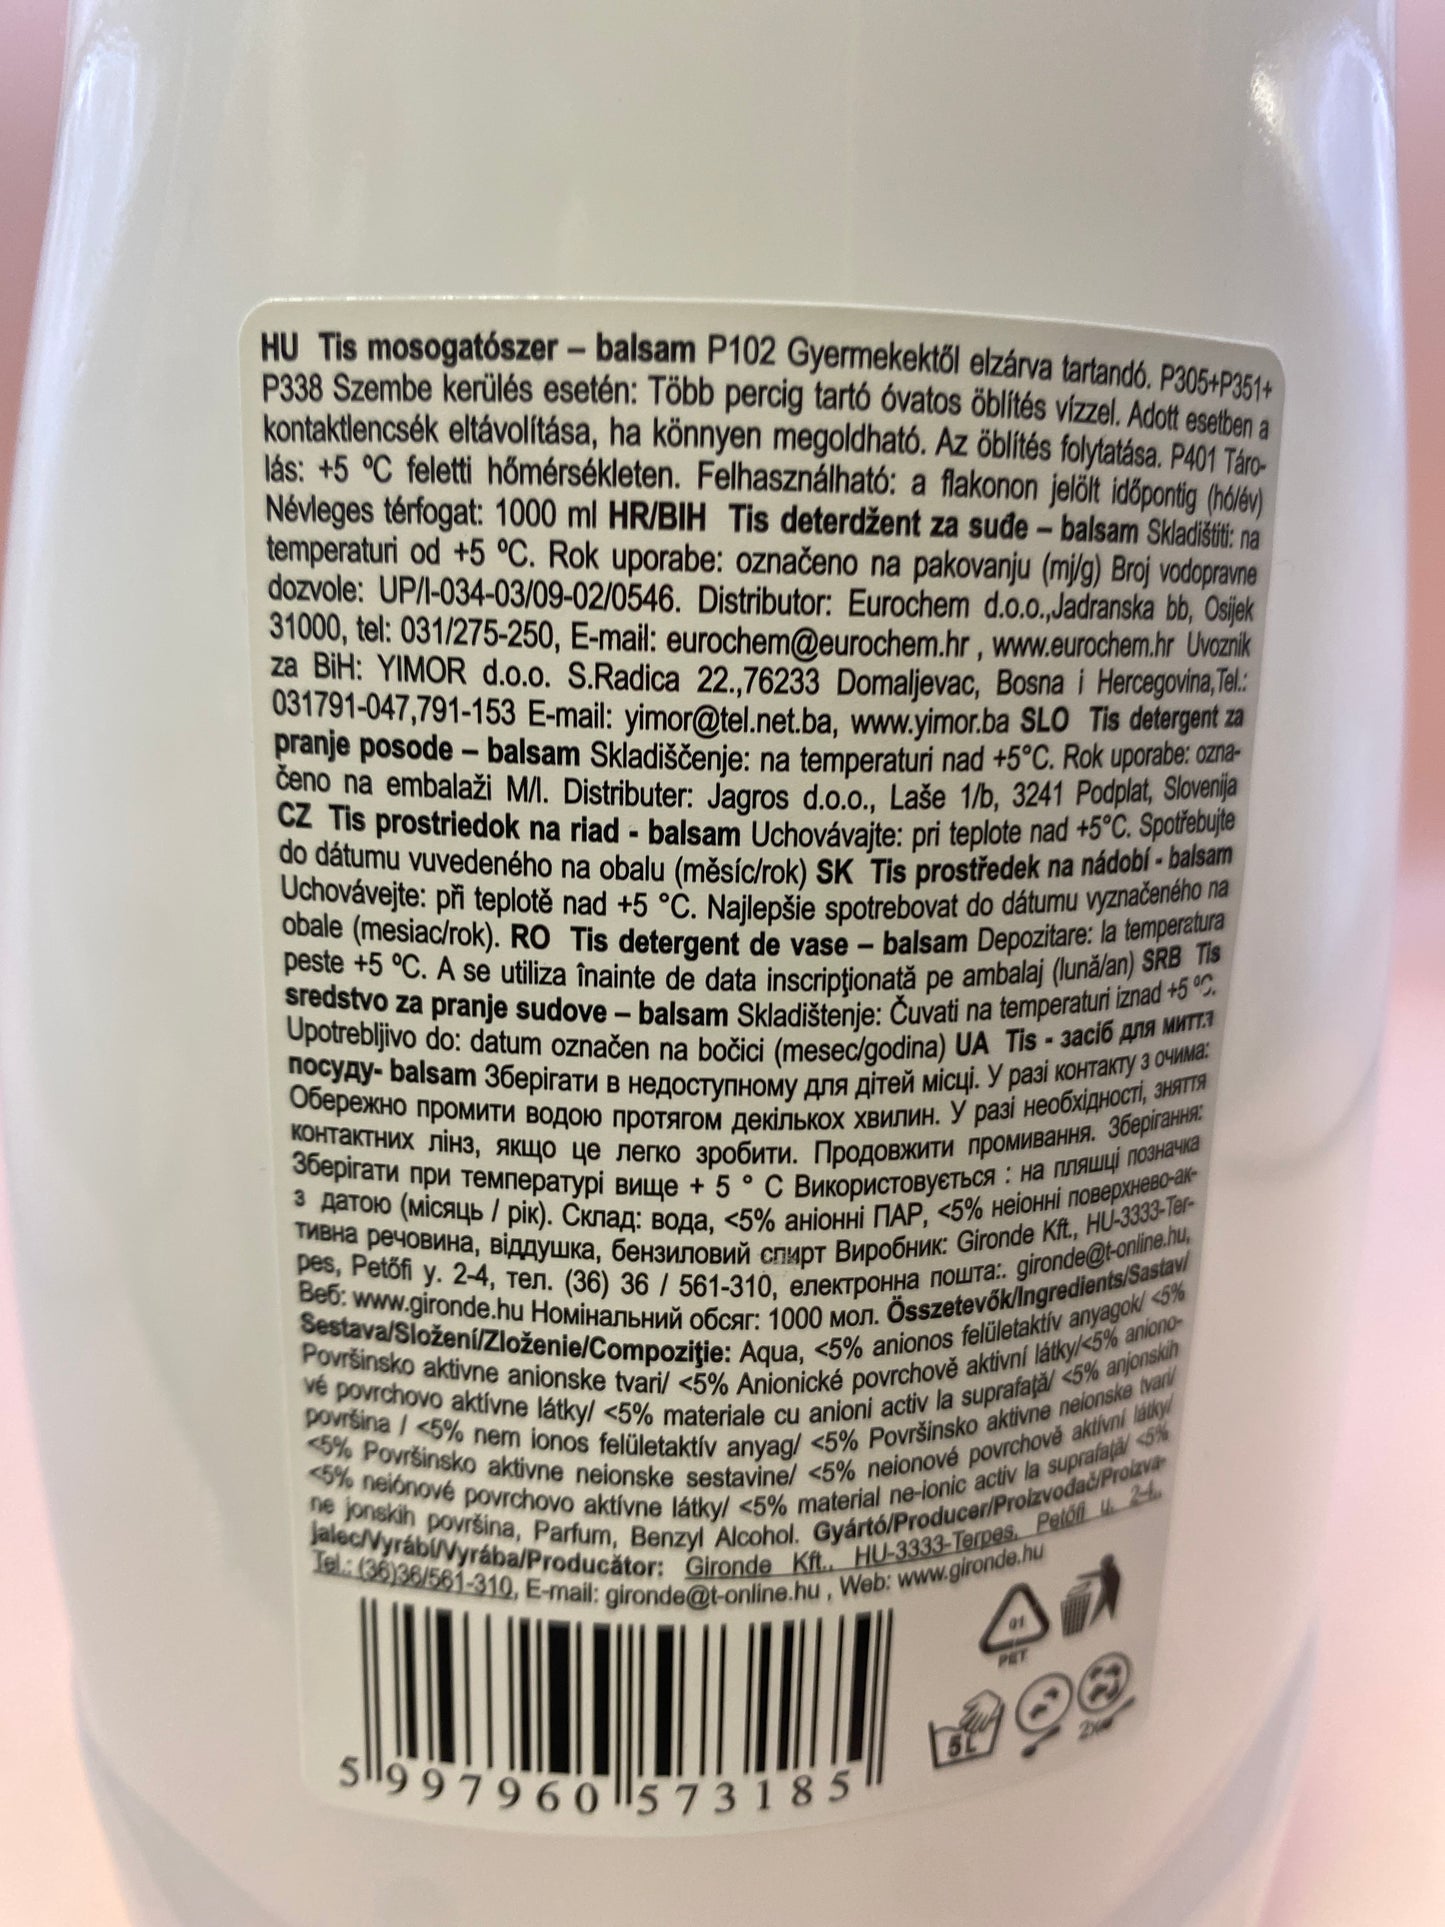 HU Tis mosogatószer – balsam P102 Gyermekektől elzárva tartandó. P305+P351+
P338 Szembe kerülés esetén: Több percig tartó óvatos öblítés vízzel. Adott esetben a
kontaktlencsék eltávolítása, ha könnyen megoldható. Az öblítés folytatása. P401 Táro-
lás: +5 ºC feletti hőmérsékleten. Felhasználható: a flakonon jelölt időpontig (hó/év)
Névleges térfogat: 1000 ml HR/BIH Tis deterdžent za suđe – balsam Skladištiti: na
temperaturi od +5 ºC. Rok uporabe: označeno na pakovanju (mj/g) Broj vodopravne
dozvole: UP/I-034-03/09-02/0546. Distributor: Eurochem d.o.o.,Jadranska bb, Osijek
31000, tel: 031/275-250, E-mail: eurochem@eurochem.hr , www.eurochem.hr Uvoznik
za BiH: YIMOR d.o.o. S.Radica 22.,76233 Domaljevac, Bosna i Hercegovina,Tel.:
031791-047,791-153 E-mail: yimor@tel.net.ba, www.yimor.ba SLO Tis detergent za
pranje posode – balsam Skladiščenje: na temperaturi nad +5°C. Rok uporabe: ozna-
čeno na embalaži M/l. Distributer: Jagros d.o.o., Laše 1/b, 3241 Podplat, Slovenija
CZ Tis prostriedok na riad - balsam Uchovávajte: pri teplote nad +5°C. Spotřebujte
do dátumu vuvedeného na obalu (měsíc/rok) SK Tis prostředek na nádobí - balsam
Uchovávejte: při teplotě nad +5 °C. Najlepšie spotrebovat do dátumu vyznačeného na
obale (mesiac/rok). RO Tis detergent de vase – balsam Depozitare: la temperatura
peste +5 ºC. A se utiliza înainte de data inscripţionată pe ambalaj (lună/an) SRB Tis
sredstvo za pranje sudove – balsam Skladištenje: Čuvati na temperaturi iznad +5 ºC.
Upotrebljivo do: datum označen na bočici (mesec/godina) UA Tis - засіб для миття
посуду- balsam Зберігати в недоступному для дітей місці. У разі контакту з очима:
Обережно промити водою протягом декількох хвилин. У разі необхідності, зняття
контактних лінз, якщо це легко зробити. Продовжити промивання. Зберігання:
Зберігати при температурі вище + 5 ° С Використовується : на пляшці позначка
з датою (місяць / рік). Склад: вода, <5% аніонні ПАР, <5% неіонні поверхнево-ак-
тивна речовина, віддушка, бензиловий спирт Виробник: Gironde Kft., HU-3333-Ter-
pes, Petőfi y. 2-4, тел. (36) 36 / 561-310, електронна пошта:. gironde@t-online.hu,
Веб: www.gironde.hu Номінальний обсяг: 1000 мол. Összetevők/Ingredients/Sastav/
Sestava/Složení/Zloženie/Compoziţie: Aqua, <5% anionos felületaktív anyagok/ <5%
Površinsko aktivne anionske tvari/ <5% Anionické povrchově aktivní látky/<5% aniono-
vé povrchovo aktívne látky/ <5% materiale cu anioni activ la suprafaţă/ <5% anjonskih
površina / <5% nem ionos felületaktív anyag/ <5% Površinsko aktivne neionske tvari/
<5% Površinsko aktivne neionske sestavine/ <5% neionové povrchově aktivní látky/
<5% neiónové povrchovo aktívne látky/ <5% material ne-ionic activ la suprafaţă/ <5%
ne jonskih površina, Parfum, Benzyl Alcohol. Gyártó/Producer/Proizvođač/Proizva-
jalec/Vyrábí/Vyrába/Producător: Gironde Kft., HU-3333-Terpes, Petőfi u. 2-4.,
Tel.: (36)36/561-310, E-mail: gironde@t-online.hu , Web: www.gironde.hu
01
PET
5L
2x
5 997960 573185